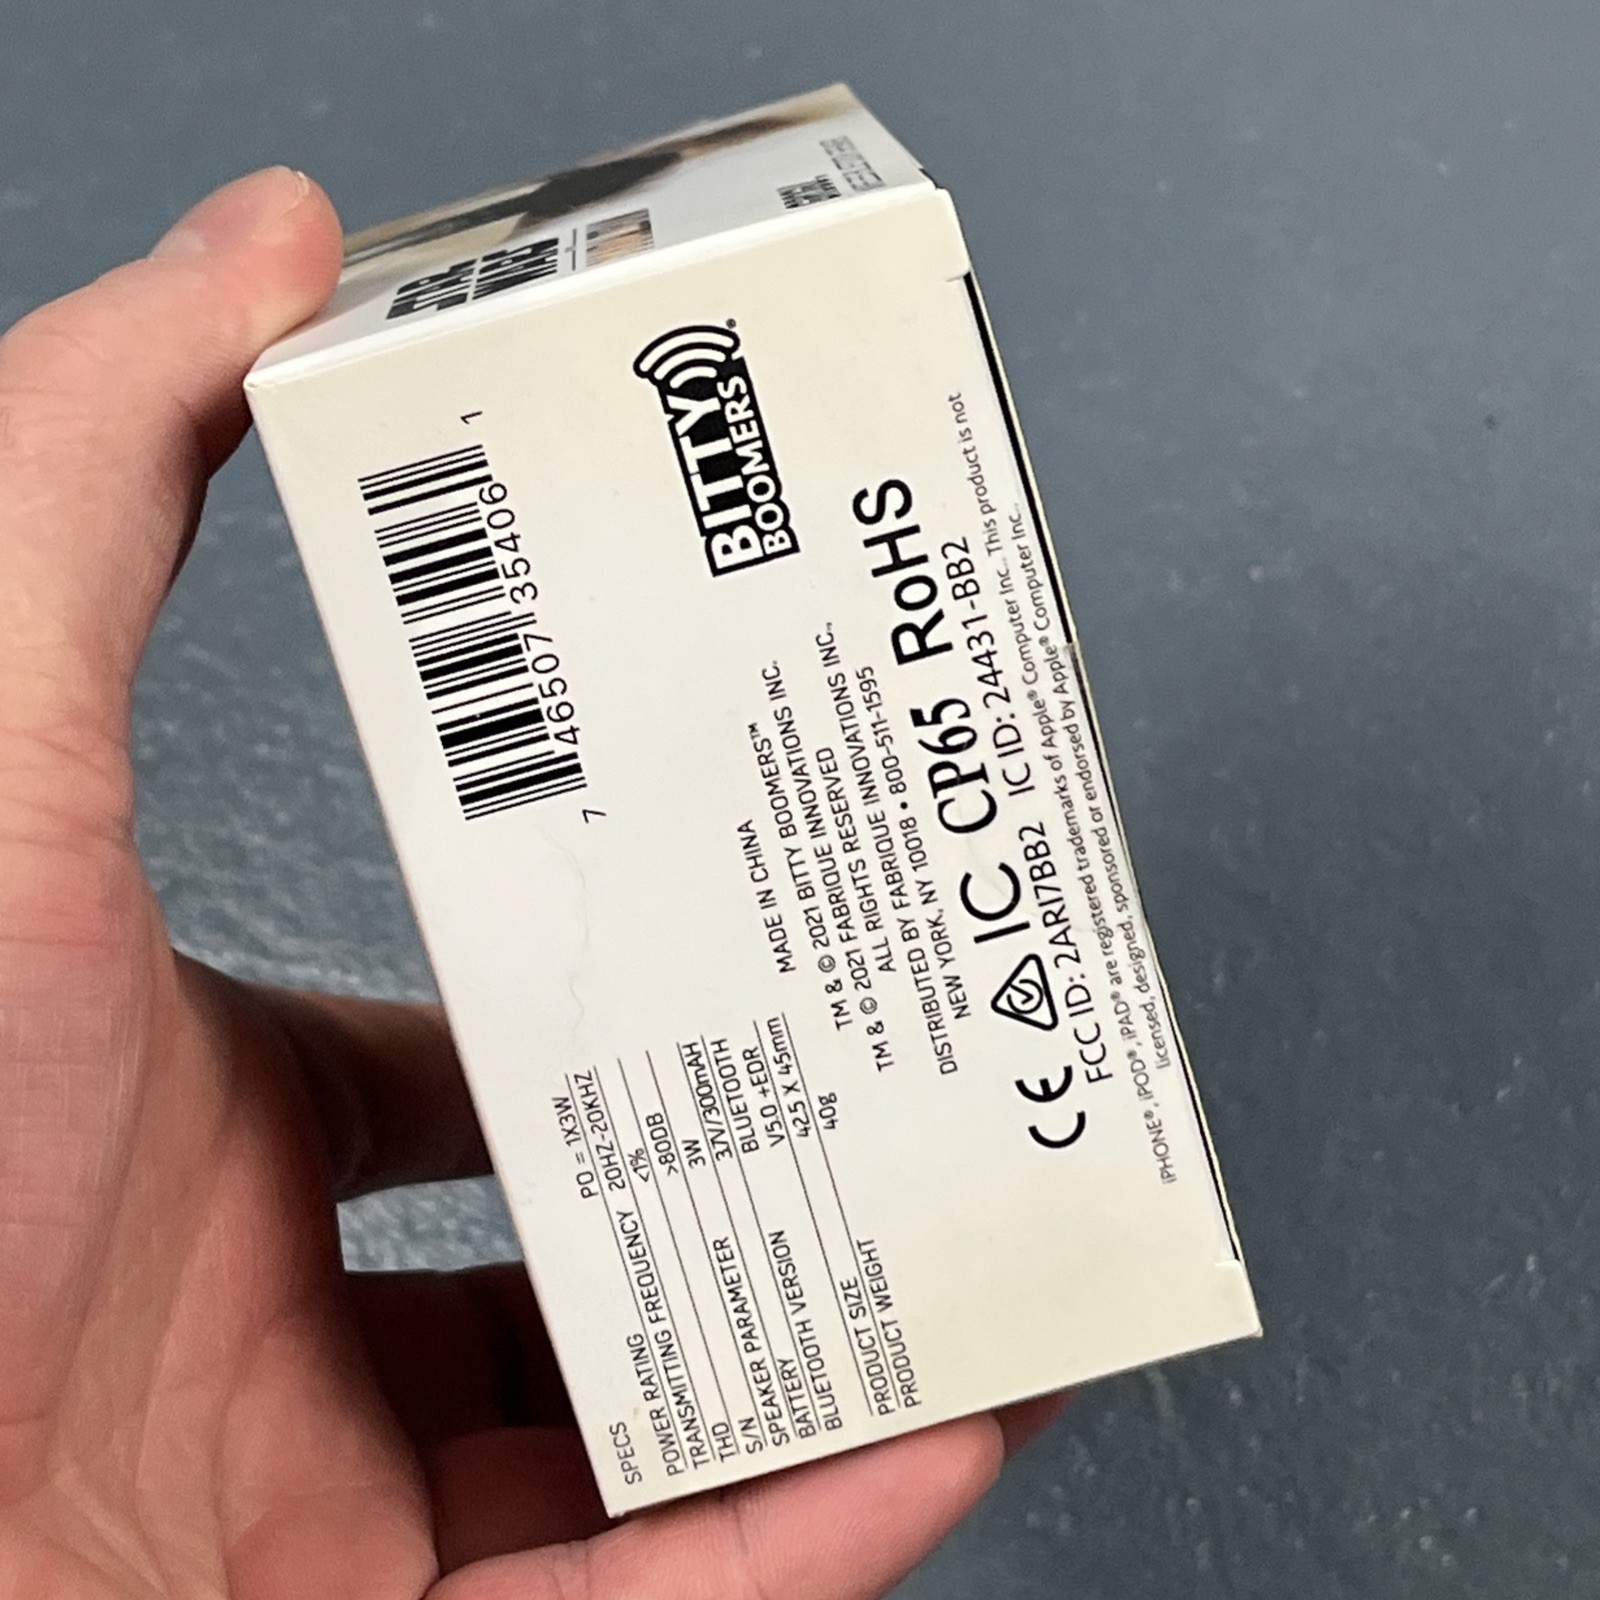 STAR
WARS
7 46507 35406 1
BITTY
BOOMERS®
SPECS
POWER RATING PO = 1X3W
TRANSMITTING FREQUENCY 20HZ-20KHZ
THD <1%
S/N >80DB
SPEAKER PARAMETER 3W
BATTERY 3.7V/300mAH
BLUETOOTH VERSION BLUETOOTH
V5.0 +EDR
PRODUCT SIZE 42.5 X 45mm
PRODUCT WEIGHT 40g
MADE IN CHINA
TM & © 2021 BITTY BOOMERS™
TM & © 2021 FABRIQUE INNOVATIONS INC.
ALL RIGHTS RESERVED
DISTRIBUTED BY FABRIQUE INNOVATIONS INC.,
NEW YORK, NY 10018 • 800-511-1595
CE IC CP65 RoHS
FCC ID: 2ARI7BB2 IC ID: 24431-BB2
iPHONE®, iPOD®, iPAD® are registered trademarks of Apple® Computer Inc.. This product is not
licensed, designed, sponsored or endorsed by Apple® Computer Inc..